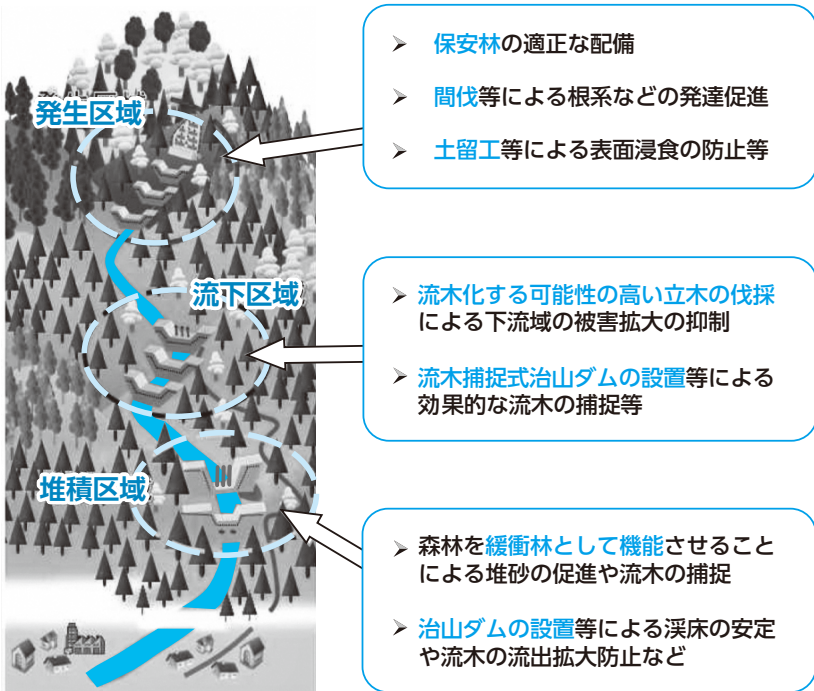 発生区域
➢ 保安林の適正な配備
➢ 間伐等による根系などの発達促進
➢ 土留工等による表面浸食の防止等
流下区域
➢ 流木化する可能性の高い立木の伐採
による下流域の被害拡大の抑制
➢ 流木捕捉式治山ダムの設置等による
効果的な流木の捕捉等
堆積区域
➢ 森林を緩衝林として機能させること
による堆砂の促進や流木の捕捉
➢ 治山ダムの設置等による渓床の安定
や流木の流出拡大防止など